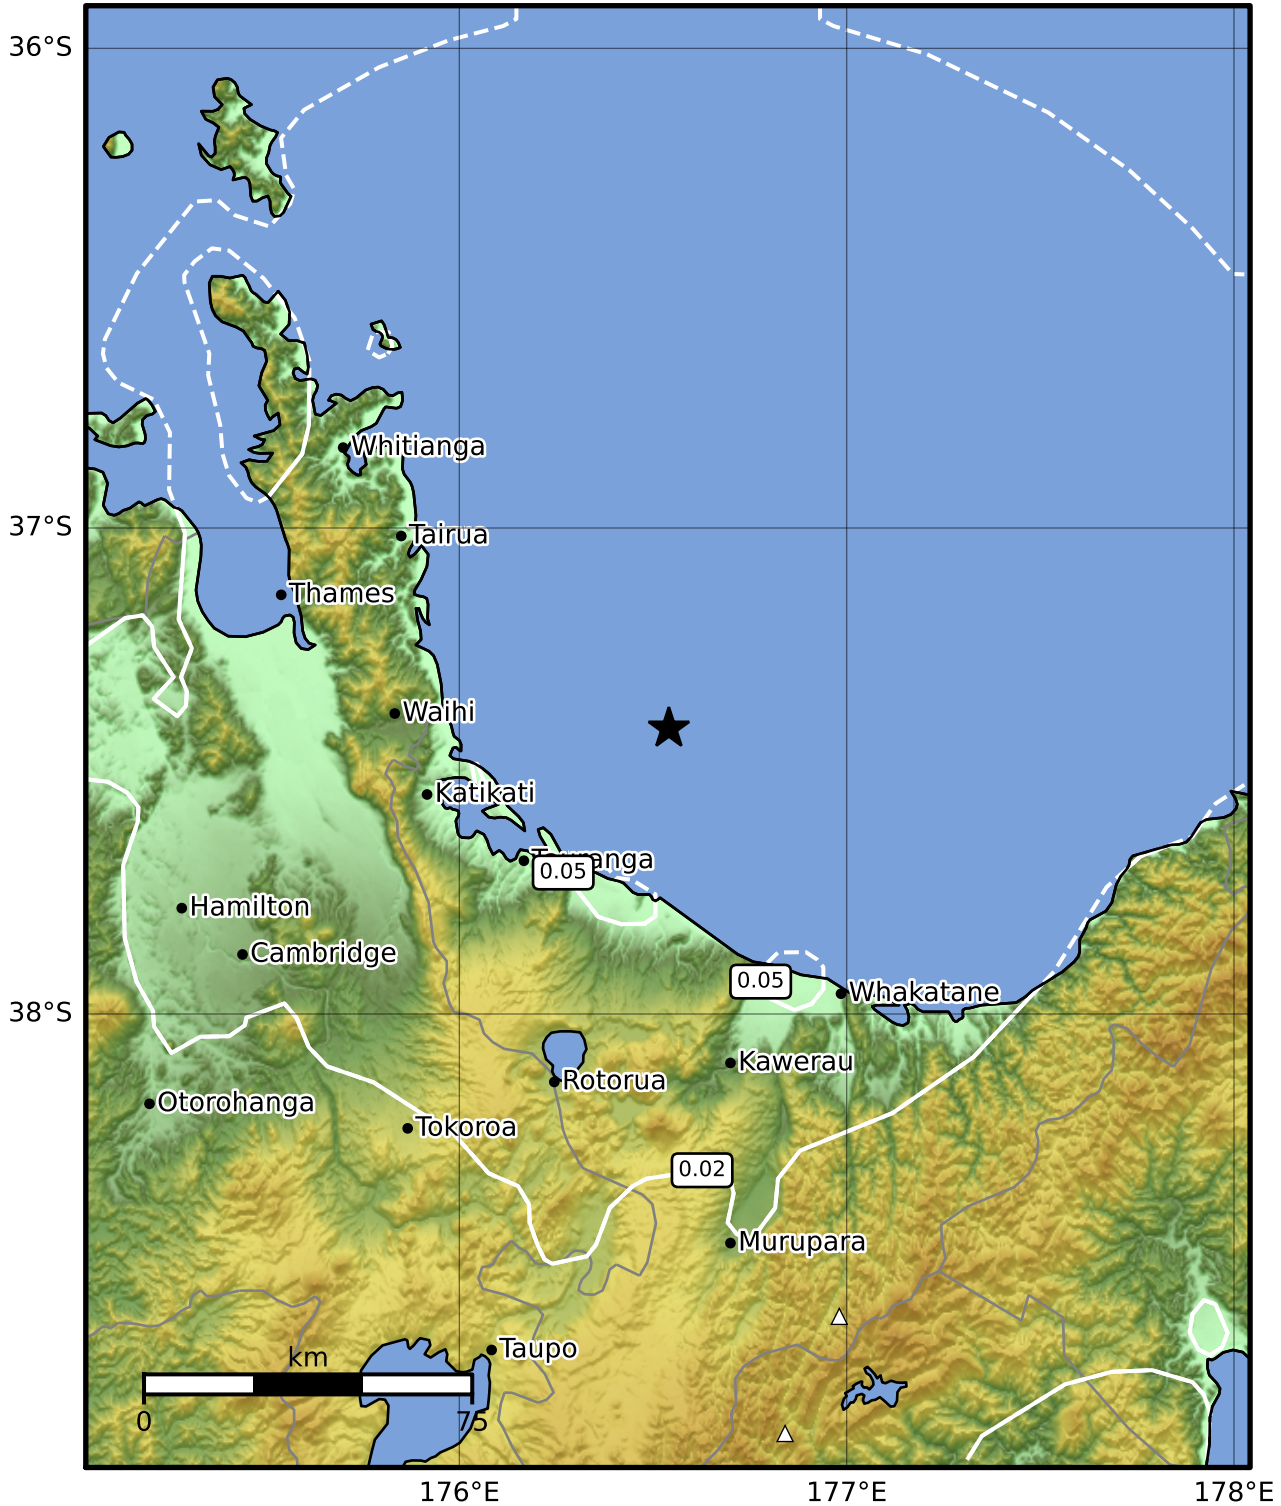 36°S
Whitianga
37°S
Tairua
Thames
Waihi
Katikati
Tauranga
0.05
Hamilton
Cambridge
0.05
Whakatane
38°S
Kawerau
Rotorua
Otorohanga
Tokoroa
0.02
Murupara
Taupo
km
0 75
176°E 177°E 178°E